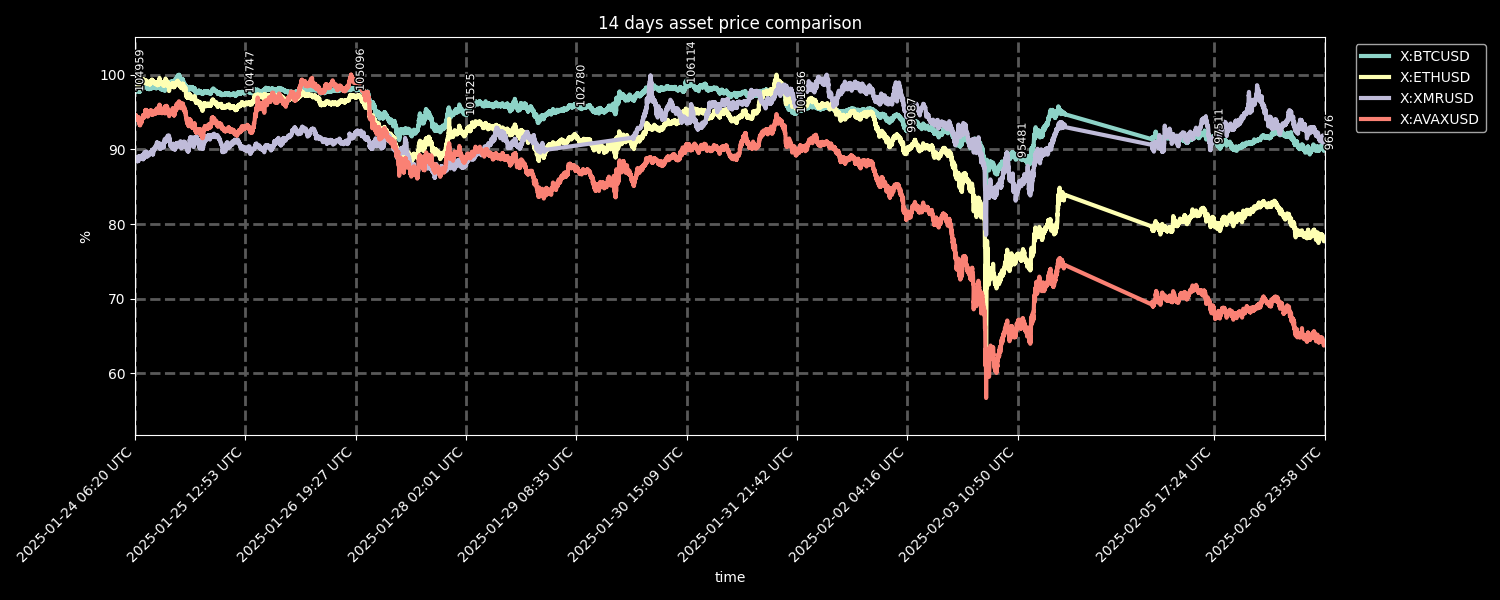 14 days asset price comparison
X:BTCUSD
X:ETHUSD
X:XMRUSD
X:AVAXUSD
104959
104747
105096
101525
102780
106114
101856
99087
95481
97511
96576
%
100
90
80
70
60
2025-01-24 06:20 UTC
2025-01-25 12:53 UTC
2025-01-26 19:27 UTC
2025-01-28 02:01 UTC
2025-01-29 08:35 UTC
2025-01-30 15:09 UTC
2025-01-31 21:42 UTC
2025-02-02 04:16 UTC
2025-02-03 10:50 UTC
2025-02-05 17:24 UTC
2025-02-06 23:58 UTC
time